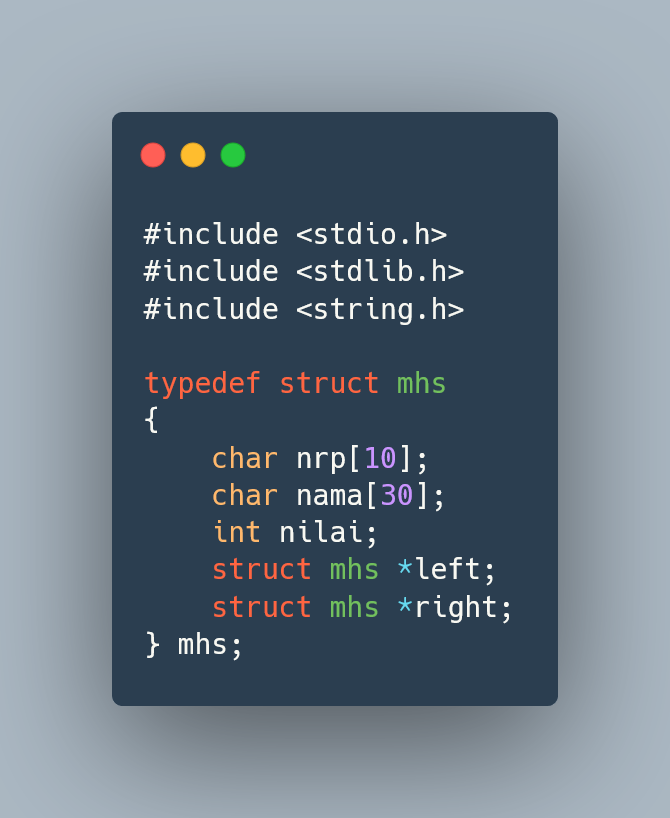 #include <stdio.h>
#include <stdlib.h>
#include <string.h>
typedef struct mhs
{
    char nrp[10];
    char nama[30];
    int nilai;
    struct mhs *left;
    struct mhs *right;
} mhs;